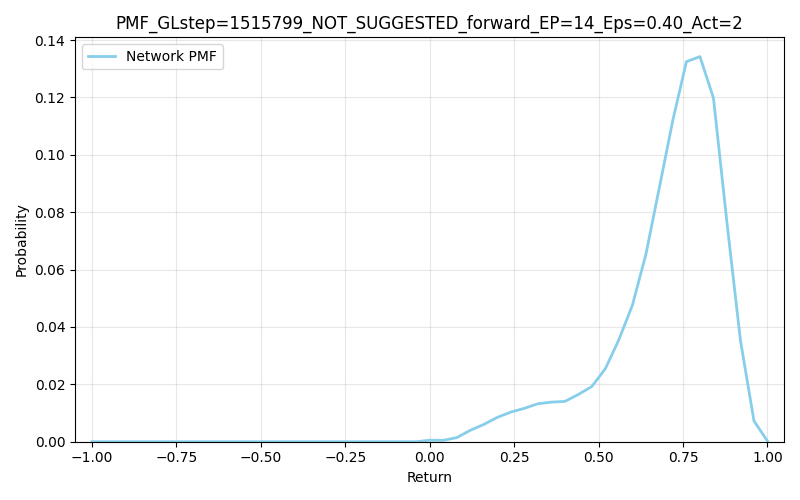 PMF_GLstep=1515799_NOT_SUGGESTED_forward_EP=14_Eps=0.40_Act=2
Network PMF
0.14
0.12
0.10
0.08
0.06
0.04
0.02
0.00
Probability
−1.00 −0.75 −0.50 −0.25 0.00 0.25 0.50 0.75 1.00
Return